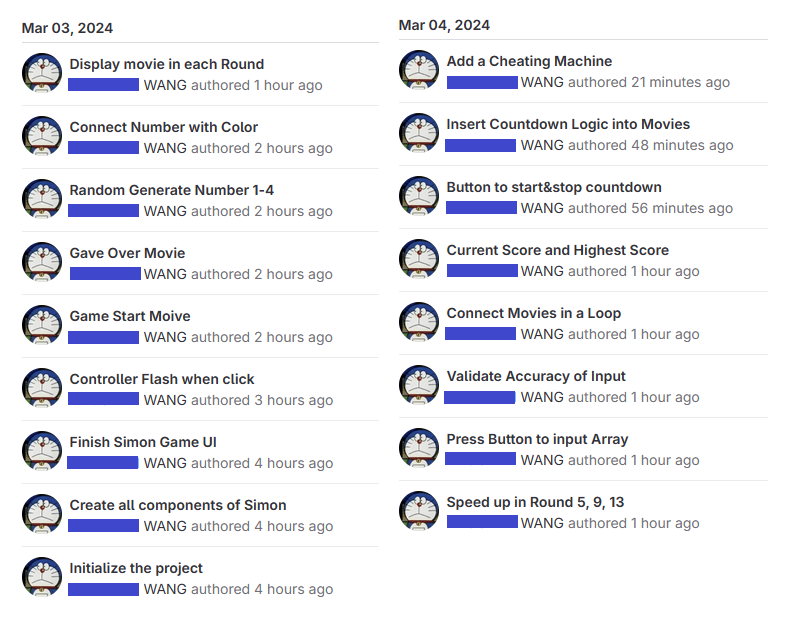 Mar 03, 2024
Display movie in each Round
WANG authored 1 hour ago
Connect Number with Color
WANG authored 2 hours ago
Random Generate Number 1-4
WANG authored 2 hours ago
Gave Over Movie
WANG authored 2 hours ago
Game Start Moive
WANG authored 2 hours ago
Controller Flash when click
WANG authored 3 hours ago
Finish Simon Game UI
WANG authored 4 hours ago
Create all components of Simon
WANG authored 4 hours ago
Initialize the project
WANG authored 4 hours ago
Mar 04, 2024
Add a Cheating Machine
WANG authored 21 minutes ago
Insert Countdown Logic into Movies
WANG authored 48 minutes ago
Button to start&stop countdown
WANG authored 56 minutes ago
Current Score and Highest Score
WANG authored 1 hour ago
Connect Movies in a Loop
WANG authored 1 hour ago
Validate Accuracy of Input
WANG authored 1 hour ago
Press Button to input Array
WANG authored 1 hour ago
Speed up in Round 5, 9, 13
WANG authored 1 hour ago